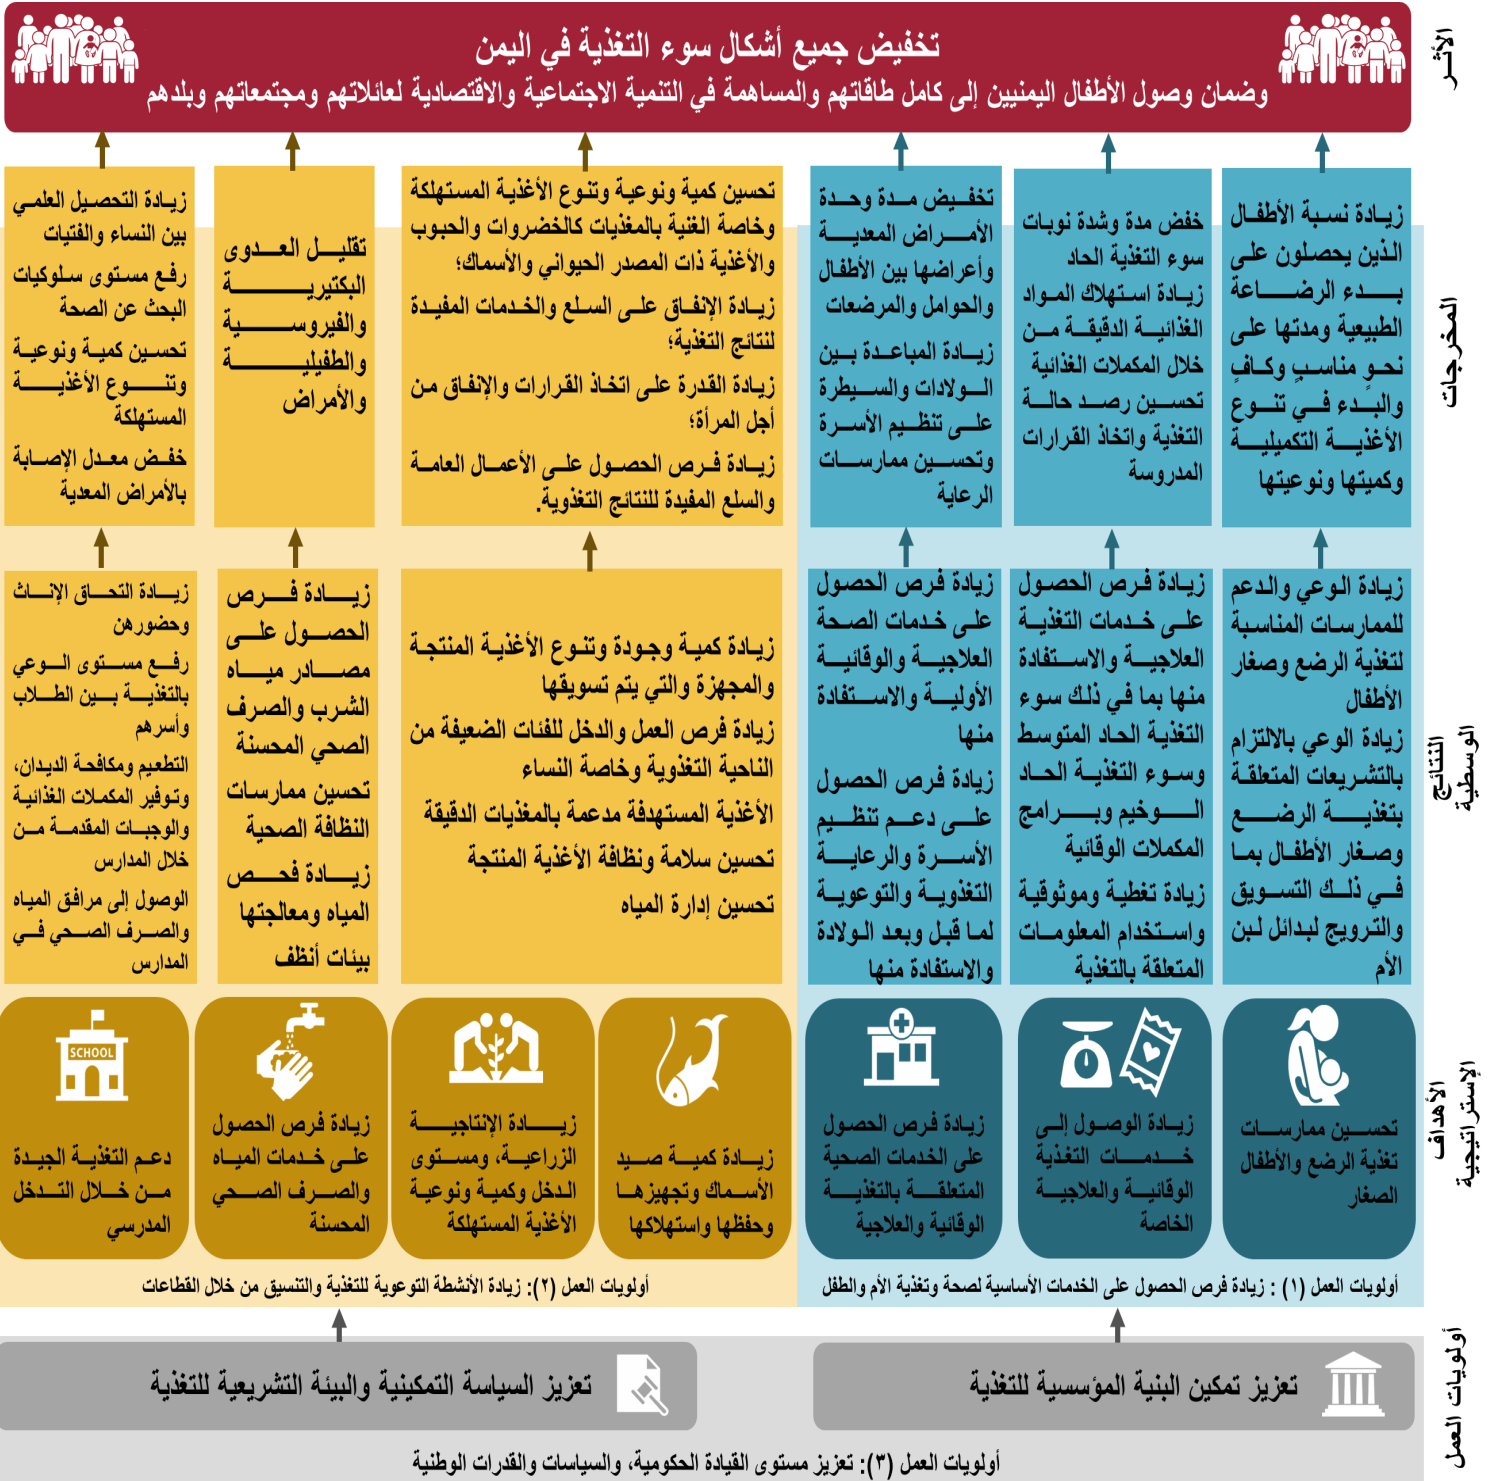 الأثر
تخفيض جميع أشكال سوء التغذية في اليمن
وضمان وصول الأطفال اليمنيين إلى كامل طاقاتهم والمساهمة في التنمية الاجتماعية والاقتصادية لعائلاتهم ومجتمعاتهم وبلدهم
المخرجات
زيادة نسبة الأطفال
الذين يحصلون على
بدء الرضاعة
الطبيعية ومدتها على
نحوٍ مناسبٍ وكافٍ
والبدء في تنوع
الأغذية التكميلية
وكميتها ونوعيتها
خفض مدة وشدة نوبات
سوء التغذية الحاد
زيادة استهلاك المواد
الغذائية الدقيقة من
خلال المكملات الغذائية
تحسين رصد حالة
التغذية واتخاذ القرارات
المدروسة
تخفيض مدة وحدة
الأمراض المعدية
وأعراضها بين الأطفال
والحوامل والمرضعات
زيادة المباعدة بين
الولادات والسيطرة
على تنظيم الأسرة
وتحسين ممارسات
الرعاية
تحسين كمية ونوعية وتنوع الأغذية المستهلكة
وخاصة الغنية بالمغذيات كالخضروات والحبوب
والأغذية ذات المصدر الحيواني والأسماك؛
زيادة الإنفاق على السلع والخدمات المفيدة
لنتائج التغذية؛
زيادة القدرة على اتخاذ القرارات والإنفاق من
أجل المرأة؛
زيادة فرص الحصول على الأعمال العامة
والسلع المفيدة للنتائج التغذوية.
تقليل العدوى
البكتيرية
والفيروسية
والطفيلية
والأمراض
زيادة التحصيل العلمي
بين النساء والفتيات
رفع مستوى سلوكيات
البحث عن الصحة
تحسين كمية ونوعية
وتنوع الأغذية
المستهلكة
خفض معدل الإصابة
بالأمراض المعدية
النتائج
الوسطية
زيادة الوعي والدعم
للممارسات المناسبة
لتغذية الرضع وصغار
الأطفال
زيادة الوعي بالالتزام
بالتشريعات المتعلقة
بتغذية الرضع
وصغار الأطفال بما
في ذلك التسويق
والترويج لبدائل لبن
الأم
زيادة فرص الحصول
على خدمات التغذية
العلاجية والاستفادة
منها بما في ذلك سوء
التغذية الحاد المتوسط
وسوء التغذية الحاد
الوخيم وبرامج
المكملات الوقائية
زيادة تغطية وموثوقية
واستخدام المعلومات
المتعلقة بالتغذية
زيادة فرص الحصول
على خدمات الصحة
العلاجية والوقائية
الأولية والاستفادة
منها
زيادة فرص الحصول
على دعم تنظيم
الأسرة والرعاية
التغذوية والتوعوية
لما قبل وبعد الولادة
والاستفادة منها
زيادة كمية وجودة وتنوع الأغذية المنتجة
والمجهزة والتي يتم تسويقها
زيادة فرص العمل والدخل للفئات الضعيفة من
الناحية التغذوية وخاصة النساء
الأغذية المستهدفة مدعمة بالمغذيات الدقيقة
تحسين سلامة ونظافة الأغذية المنتجة
تحسين إدارة المياه
زيادة فرص
الحصول على
مصادر مياه
الشرب والصرف
الصحي المحسنة
تحسين ممارسات
النظافة الصحية
زيادة فحص
المياه ومعالجتها
بيئات أنظف
زيادة التحاق الإناث
وحضورهن
رفع مستوى الوعي
بالتغذية بين الطلاب
وأسرهم
التطعيم ومكافحة الديدان،
وتوفير المكملات الغذائية
والوجبات المقدمة من
خلال المدارس
الوصول إلى مرافق المياه
والصرف الصحي في
المدارس
الأهداف
الإستراتيجية
تحسين ممارسات
تغذية الرضع والأطفال
الصغار
زيادة الوصول إلى
خدمات التغذية
الوقائية والعلاجية
الخاصة
زيادة فرص الحصول
على الخدمات الصحية
المتعلقة بالتغذية
الوقائية والعلاجية
زيادة كمية صيد
الأسماك وتجهيزها
وحفظها واستهلاكها
زيادة الإنتاجية
الزراعية، ومستوى
الدخل وكمية ونوعية
الأغذية المستهلكة
زيادة فرص الحصول
على خدمات المياه
والصرف الصحي
المحسنة
SCHOOL
دعم التغذية الجيدة
من خلال التدخل
المدرسي
أولويات العمل (١) : زيادة فرص الحصول على الخدمات الأساسية لصحة وتغذية الأم والطفل
أولويات العمل (٢): زيادة الأنشطة التوعوية للتغذية والتنسيق من خلال القطاعات
أولويات العمل
تعزيز تمكين البنية المؤسسية للتغذية
تعزيز السياسة التمكينية والبيئة التشريعية للتغذية
أولويات العمل (٣): تعزيز مستوى القيادة الحكومية، والسياسات والقدرات الوطنية